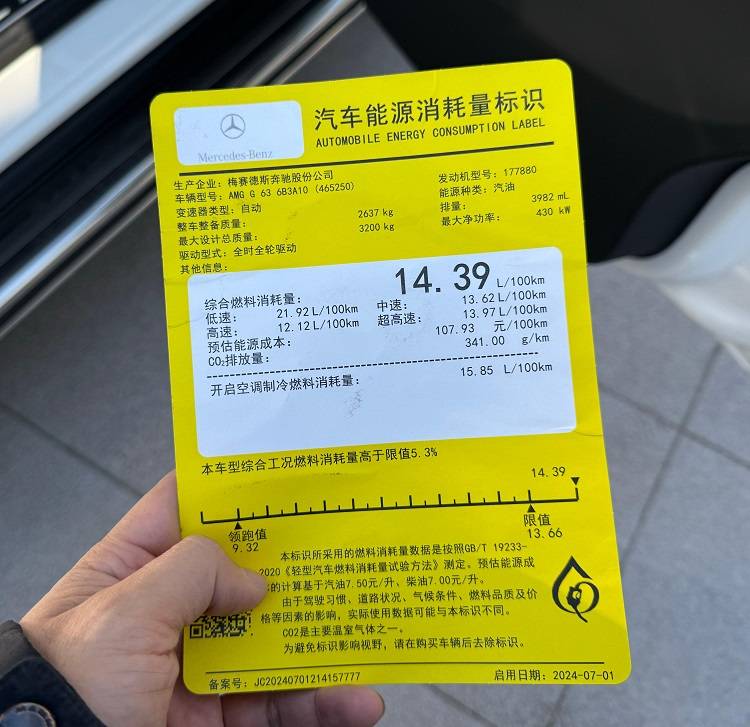 Mercedes-Benz
汽车能源消耗量标识
AUTOMOBILE ENERGY CONSUMPTION LABEL
生产企业：梅赛德斯奔驰股份公司
车辆型号：AMG G 63 6B3A10 (465250)
发动机型号：177880
变速器类型：自动
能源种类：汽油
整车整备质量： 2637 kg
排量： 3982 mL
最大设计总质量： 3200 kg
最大净功率： 430 kW
驱动型式：全时全轮驱动
其他信息：
综合燃料消耗量： 14.39 L/100km
低速： 21.92 L/100km 中速： 13.62 L/100km
高速： 12.12 L/100km 超高速： 13.97 L/100km
预估能源成本： 107.93 元/100km
CO₂排放量： 341.00 g/km
开启空调制冷燃料消耗量： 15.85 L/100km
本车型综合工况燃料消耗量高于限值5.3%
14.39
领跑值 限值
9.32 13.66
本标识所采用的燃料消耗量数据是按照GB/T 19233-
2020《轻型汽车燃料消耗量试验方法》测定。预估能源成
的计算基于汽油7.50元/升、柴油7.00元/升。
由于驾驶习惯、道路状况、气候条件、燃料品质及价
格等因素的影响，实际使用数据可能与本标识不同。
CO2是主要温室气体之一。
为避免标识影响视野，请在购买车辆后去除标识。
备案号：JC20240701214157777 启用日期：2024-07-01